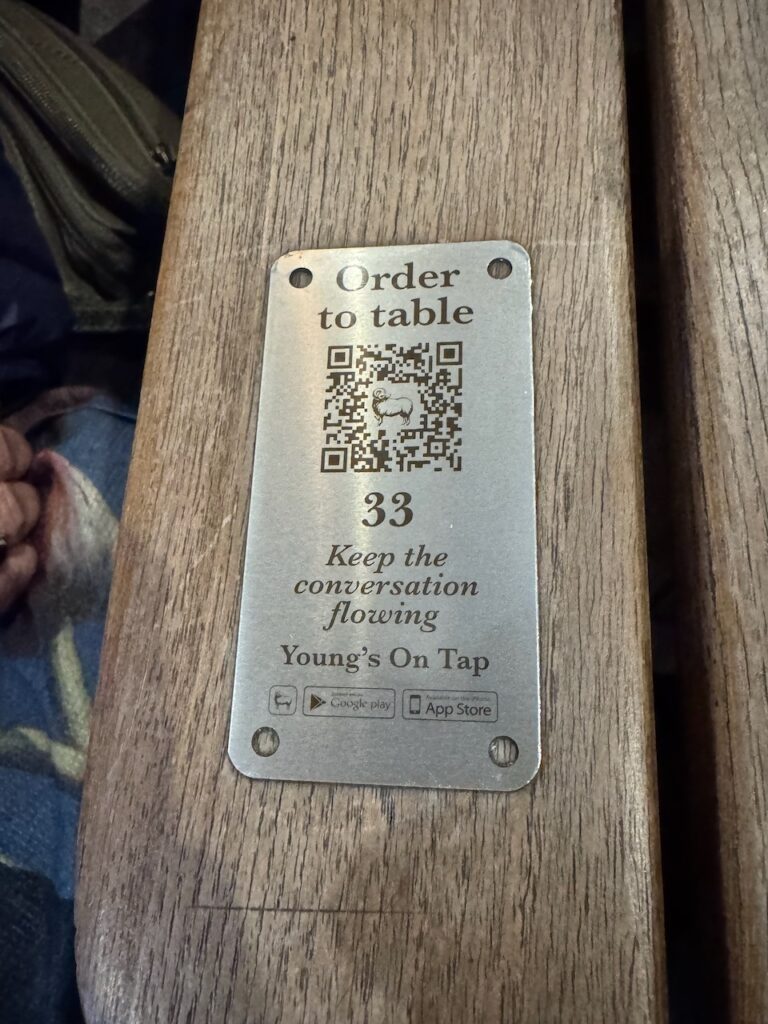 Order
to table
33
Keep the
conversation
flowing
Young's On Tap
Google play
App Store